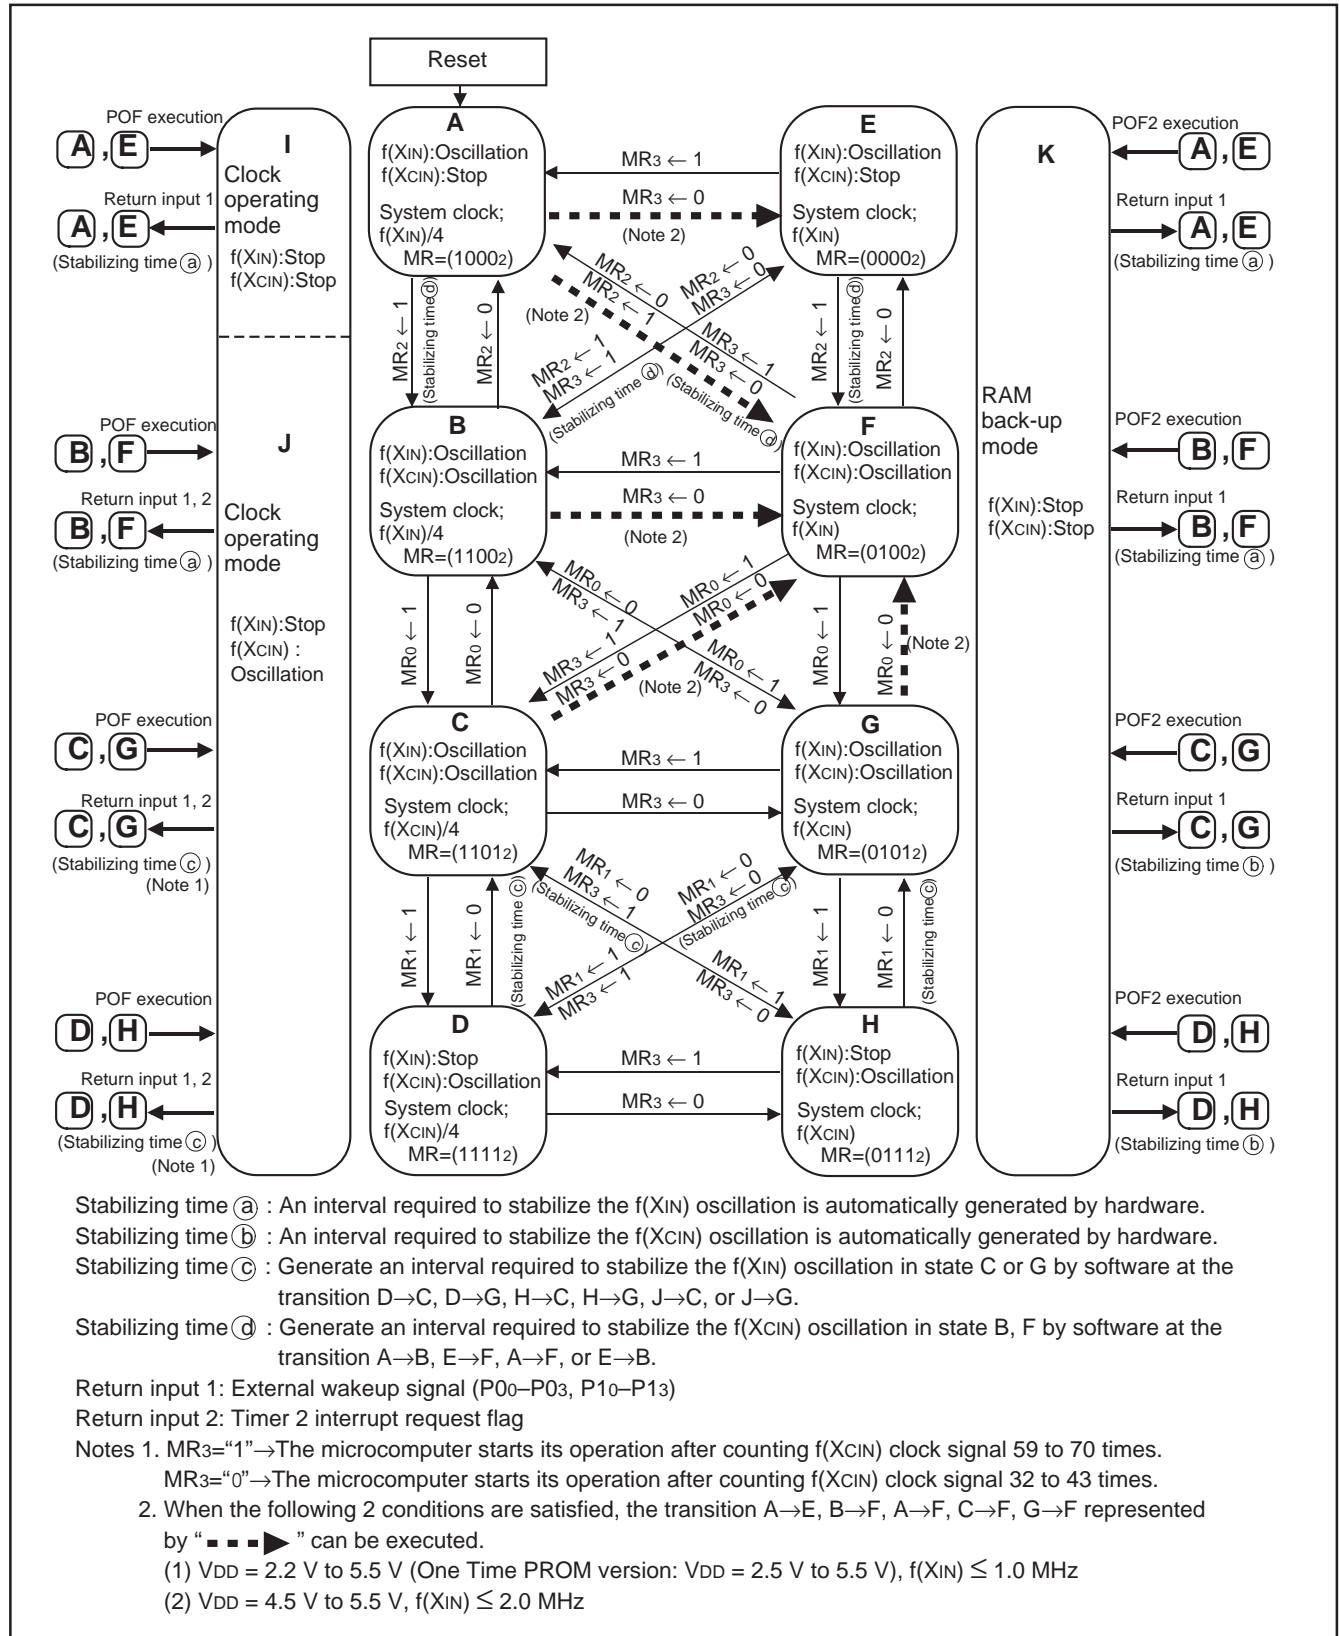 Reset
POF execution
A , E
Return input 1
A , E
(Stabilizing time ⓐ )
I
Clock
operating
mode
f(XIN):Stop
f(XCIN):Stop
POF execution
B , F
Return input 1, 2
B , F
(Stabilizing time ⓐ )
J
Clock
operating
mode
f(XIN):Stop
f(XCIN) :
Oscillation
POF execution
C , G
Return input 1, 2
C , G
(Stabilizing time ⓒ )
(Note 1)
POF execution
D , H
Return input 1, 2
D , H
(Stabilizing time ⓒ )
(Note 1)
A
f(XIN):Oscillation
f(XCIN):Stop
System clock;
f(XIN)/4
MR=(10002)
MR3 ← 1
MR3 ← 0
(Note 2)
E
f(XIN):Oscillation
f(XCIN):Stop
System clock;
f(XIN)
MR=(00002)
MR2 ← 1
(Stabilizing time ⓓ)
MR2 ← 0
(Note 2)
MR2 ← 0
MR2 ← 1
MR3 ← 1
MR3 ← 0
(Stabilizing time ⓓ)
MR2 ← 0
MR3 ← 0
MR2 ← 1
MR3 ← 1
(Stabilizing time ⓓ)
MR2 ← 1
(Stabilizing time ⓓ)
MR2 ← 0
B
f(XIN):Oscillation
f(XCIN):Oscillation
System clock;
f(XIN)/4
MR=(11002)
MR3 ← 1
MR3 ← 0
(Note 2)
F
f(XIN):Oscillation
f(XCIN):Oscillation
System clock;
f(XIN)
MR=(01002)
MR0 ← 1
MR0 ← 0
MR0 ← 0
MR3 ← 1
MR0 ← 1
MR0 ← 0
MR3 ← 1
MR3 ← 0
(Note 2)
MR0 ← 1
MR3 ← 0
MR0 ← 1
MR0 ← 0
(Note 2)
C
f(XIN):Oscillation
f(XCIN):Oscillation
System clock;
f(XCIN)/4
MR=(11012)
MR3 ← 1
MR3 ← 0
G
f(XIN):Oscillation
f(XCIN):Oscillation
System clock;
f(XCIN)
MR=(01012)
MR1 ← 1
MR1 ← 0
(Stabilizing time ⓒ)
MR1 ← 0
MR3 ← 1
(Stabilizing time ⓒ)
MR1 ← 0
MR3 ← 0
(Stabilizing time ⓒ)
MR1 ← 1
MR3 ← 1
MR1 ← 1
MR3 ← 0
MR1 ← 1
MR1 ← 0
(Stabilizing time ⓒ)
D
f(XIN):Stop
f(XCIN):Oscillation
System clock;
f(XCIN)/4
MR=(11112)
MR3 ← 1
MR3 ← 0
H
f(XIN):Stop
f(XCIN):Oscillation
System clock;
f(XCIN)
MR=(01112)
K
RAM
back-up
mode
f(XIN):Stop
f(XCIN):Stop
POF2 execution
A , E
Return input 1
A , E
(Stabilizing time ⓐ )
POF2 execution
B , F
Return input 1
B , F
(Stabilizing time ⓐ )
POF2 execution
C , G
Return input 1
C , G
(Stabilizing time ⓑ )
POF2 execution
D , H
Return input 1
D , H
(Stabilizing time ⓑ )
Stabilizing time ⓐ : An interval required to stabilize the f(XIN) oscillation is automatically generated by hardware.
Stabilizing time ⓑ : An interval required to stabilize the f(XCIN) oscillation is automatically generated by hardware.
Stabilizing time ⓒ : Generate an interval required to stabilize the f(XIN) oscillation in state C or G by software at the
transition D→C, D→G, H→C, H→G, J→C, or J→G.
Stabilizing time ⓓ : Generate an interval required to stabilize the f(XCIN) oscillation in state B, F by software at the
transition A→B, E→F, A→F, or E→B.
Return input 1: External wakeup signal (P00–P03, P10–P13)
Return input 2: Timer 2 interrupt request flag
Notes 1. MR3=“1”→The microcomputer starts its operation after counting f(XCIN) clock signal 59 to 70 times.
MR3=“0”→The microcomputer starts its operation after counting f(XCIN) clock signal 32 to 43 times.
2. When the following 2 conditions are satisfied, the transition A→E, B→F, A→F, C→F, G→F represented
by “ ” can be executed.
(1) VDD = 2.2 V to 5.5 V (One Time PROM version: VDD = 2.5 V to 5.5 V), f(XIN) ≤ 1.0 MHz
(2) VDD = 4.5 V to 5.5 V, f(XIN) ≤ 2.0 MHz